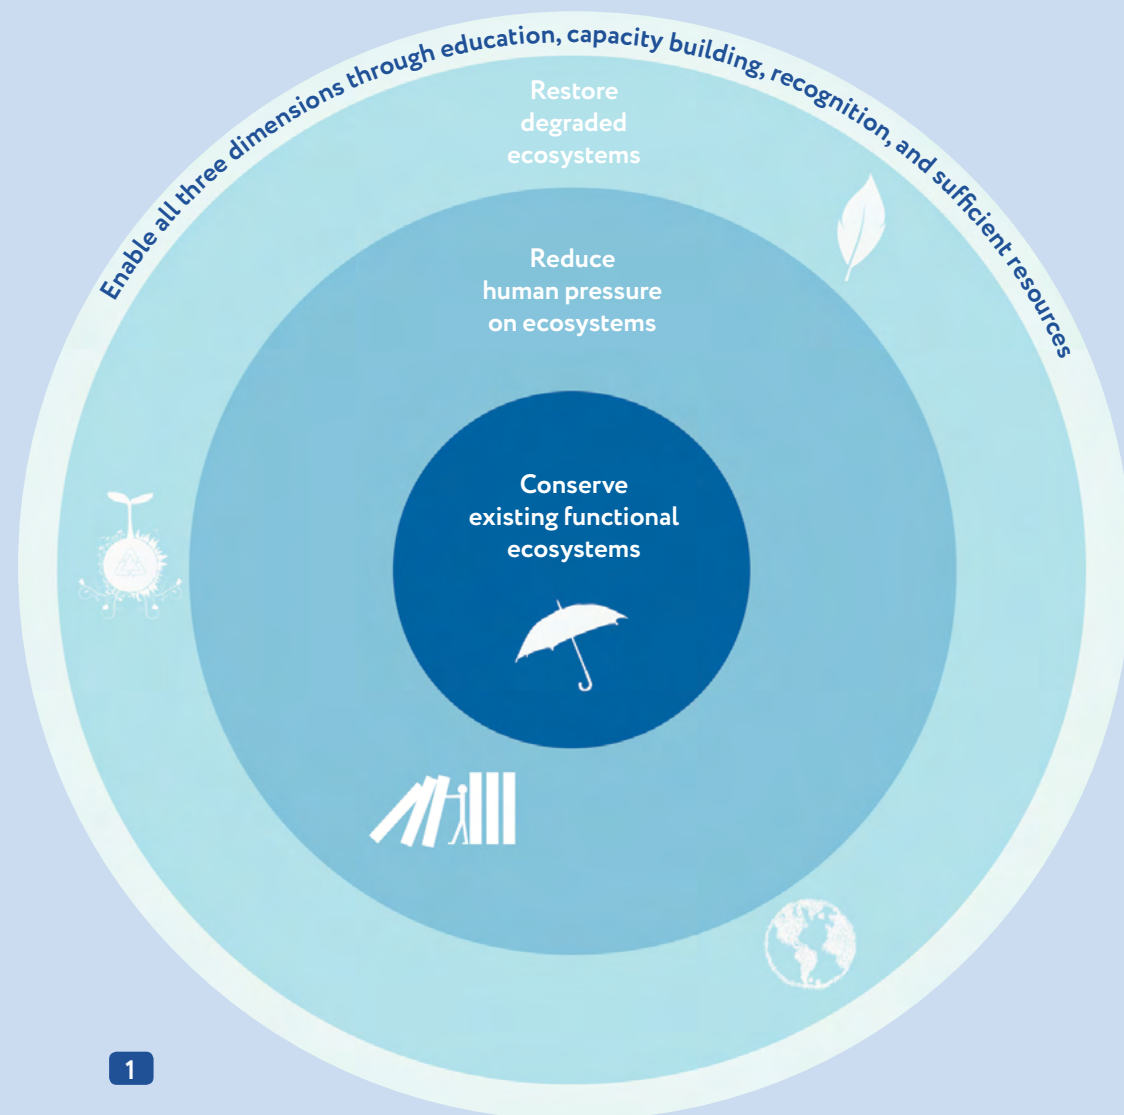 Enable all three dimensions through education, capacity building, recognition, and sufficient resources
Restore
degraded
ecosystems
Reduce
human pressure
on ecosystems
Conserve
existing functional
ecosystems
1